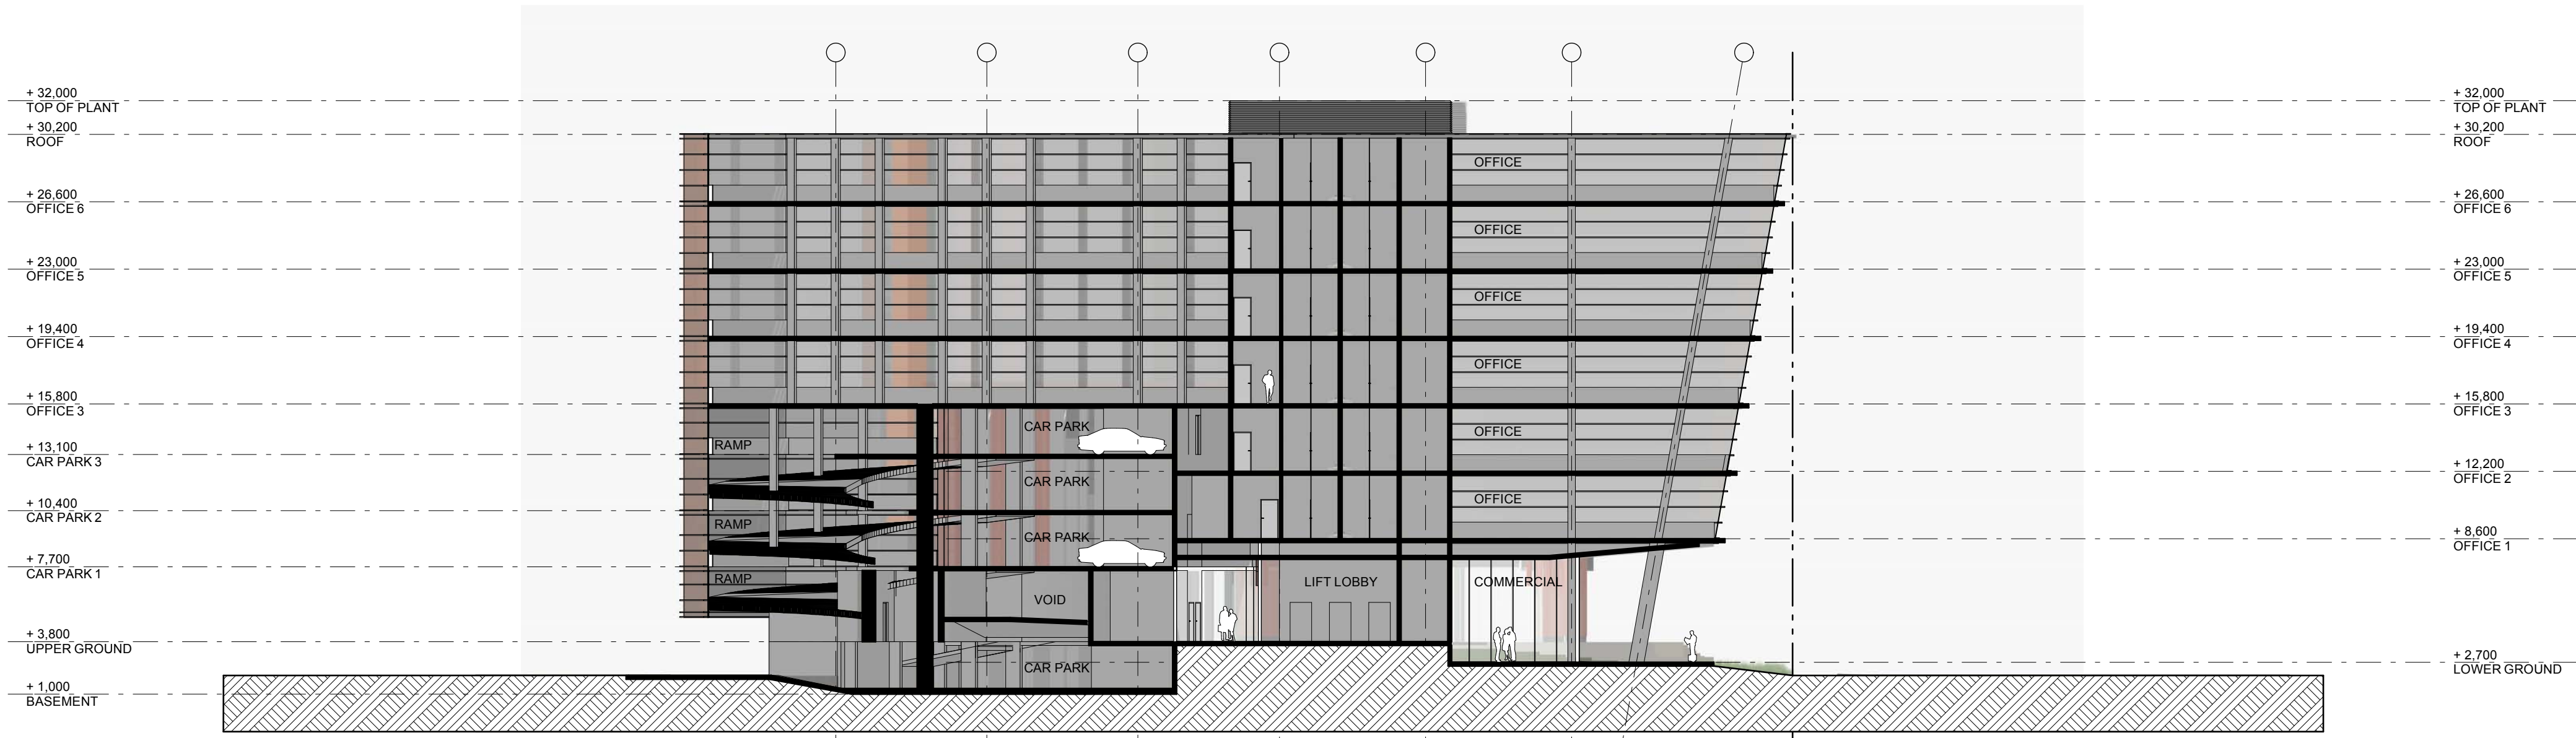 + 32,000
TOP OF PLANT
+ 30,200
ROOF
+ 26,600
OFFICE 6
+ 23,000
OFFICE 5
+ 19,400
OFFICE 4
+ 15,800
OFFICE 3
+ 13,100
CAR PARK 3
+ 10,400
CAR PARK 2
+ 7,700
CAR PARK 1
+ 3,800
UPPER GROUND
+ 1,000
BASEMENT
RAMP
RAMP
RAMP
CAR PARK
CAR PARK
CAR PARK
VOID
CAR PARK
LIFT LOBBY
OFFICE
OFFICE
OFFICE
OFFICE
OFFICE
OFFICE
COMMERCIAL
+ 32,000
TOP OF PLANT
+ 30,200
ROOF
+ 26,600
OFFICE 6
+ 23,000
OFFICE 5
+ 19,400
OFFICE 4
+ 15,800
OFFICE 3
+ 12,200
OFFICE 2
+ 8,600
OFFICE 1
+ 2,700
LOWER GROUND